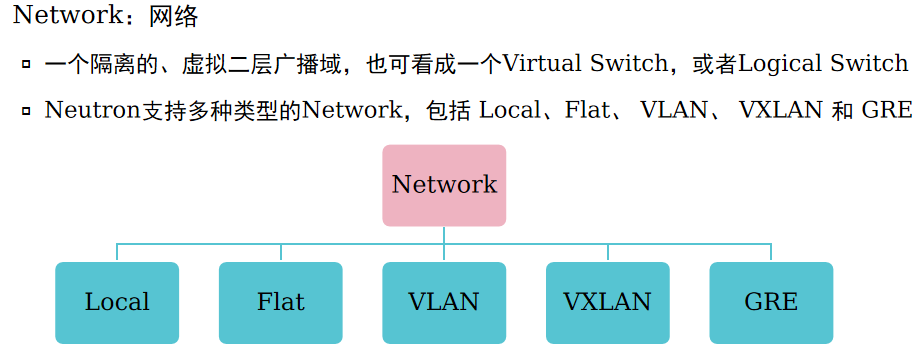 Network：网络
▫ 一个隔离的、虚拟二层广播域，也可看成一个Virtual Switch，或者Logical Switch
▫ Neutron支持多种类型的Network，包括 Local、Flat、 VLAN、 VXLAN 和 GRE
Network
Local Flat VLAN VXLAN GRE